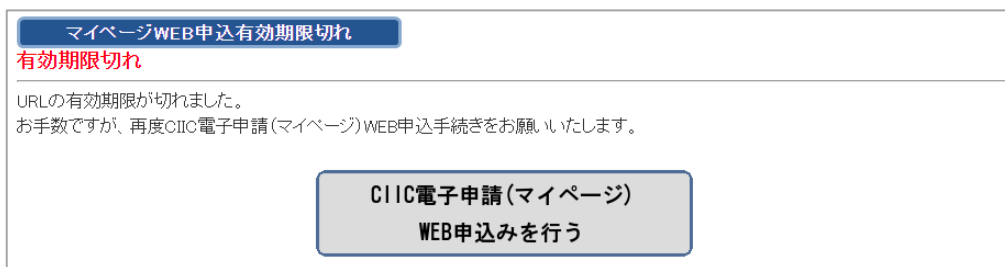 マイページWEB申込有効期限切れ
有効期限切れ
URLの有効期限が切れました。
お手数ですが、再度CIIC電子申請(マイページ)WEB申込手続きをお願いいたします。
CIIC電子申請(マイページ)
WEB申込みを行う